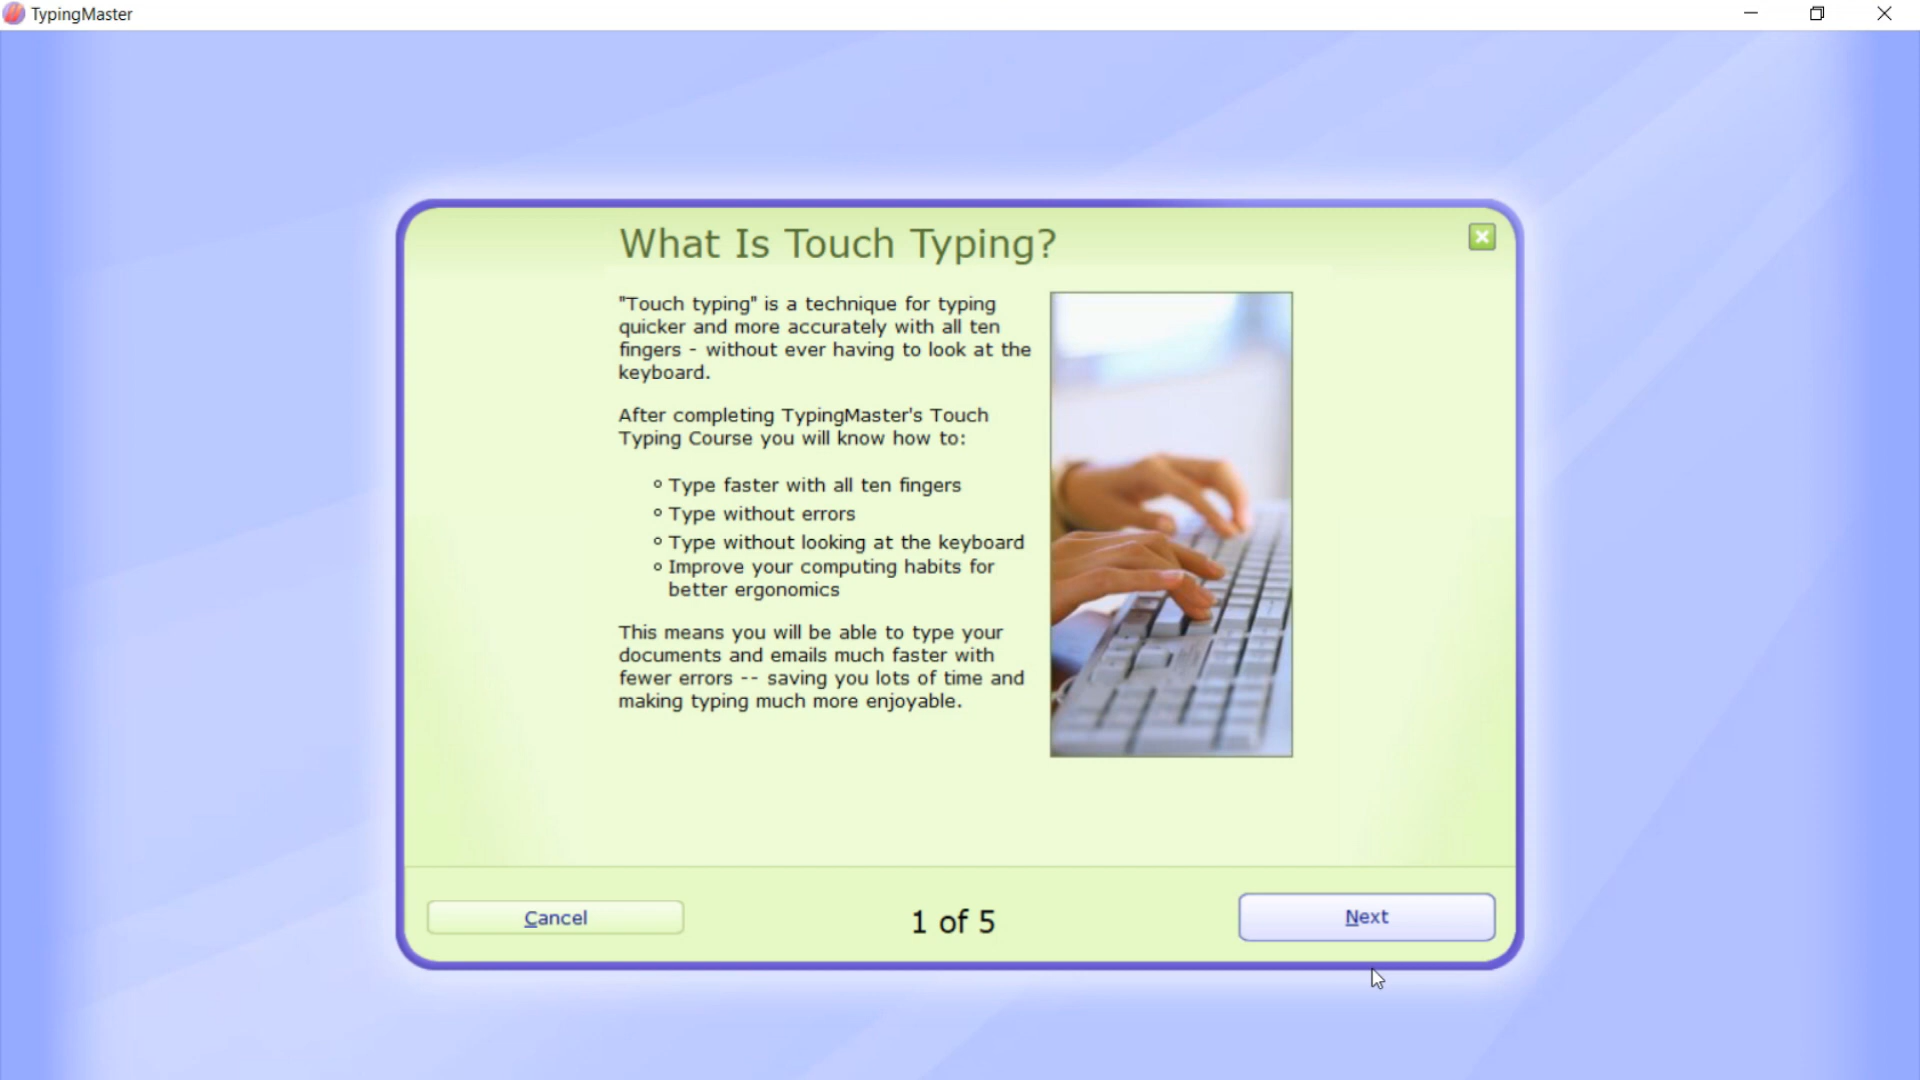 TypingMaster
What Is Touch Typing?
"Touch typing" is a technique for typing
quicker and more accurately with all ten
fingers - without ever having to look at the
keyboard.
After completing TypingMaster's Touch
Typing Course you will know how to:
Type faster with all ten fingers
Type without errors
Type without looking at the keyboard
Improve your computing habits for
better ergonomics
This means you will be able to type your
documents and emails much faster with
fewer errors -- saving you lots of time and
making typing much more enjoyable.
Cancel
1 of 5
Next